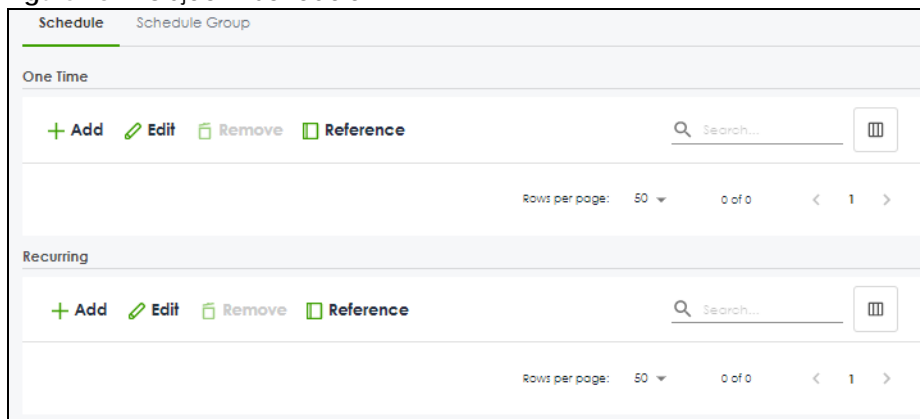 Schedule Schedule Group
One Time
+ Add Edit Remove Reference Search...
Rows per page: 50 0 of 0 < 1 >
Recurring
+ Add Edit Remove Reference Search...
Rows per page: 50 0 of 0 < 1 >